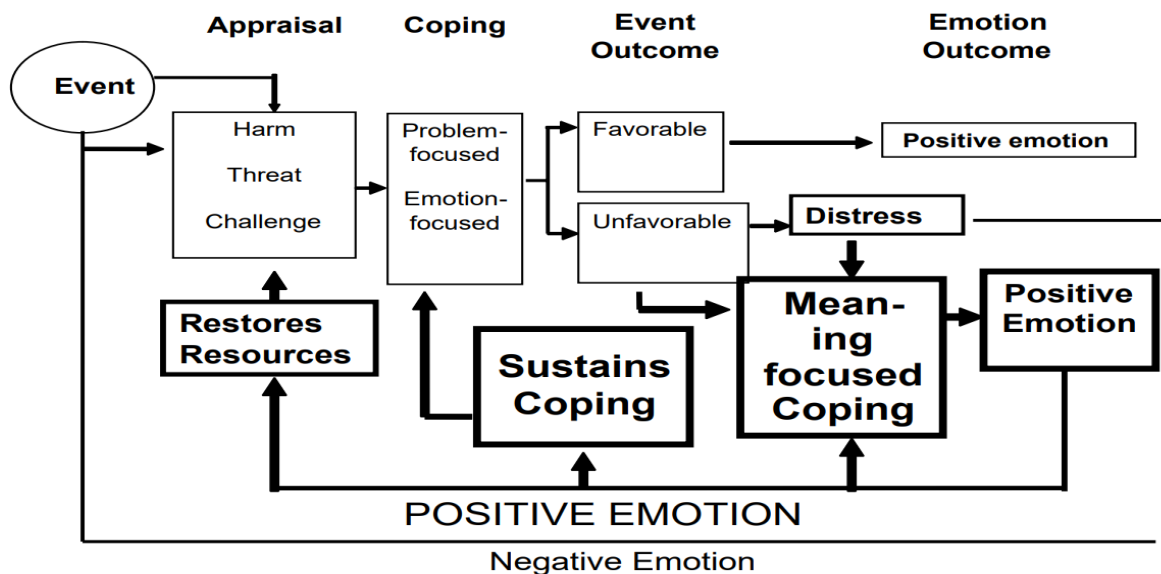 Appraisal
Coping
Event
Outcome
Emotion
Outcome
Event
Harm
Threat
Challenge
Problem-
focused
Emotion-
focused
Favorable
Positive emotion
Unfavorable
Distress
Restores
Resources
Sustains
Coping
Mean-
ing
focused
Coping
Positive
Emotion
POSITIVE EMOTION
Negative Emotion